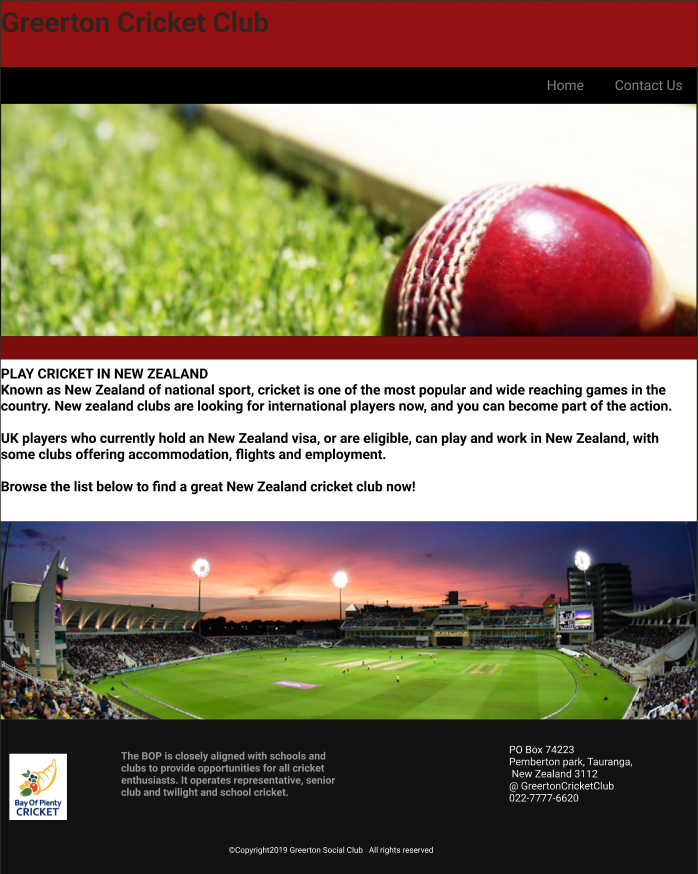 Greerton Cricket Club
Home Contact Us
PLAY CRICKET IN NEW ZEALAND
Known as New Zealand of national sport, cricket is one of the most popular and wide reaching games in the
country. New zealand clubs are looking for international players now, and you can become part of the action.
UK players who currently hold an New Zealand visa, or are eligible, can play and work in New Zealand, with
some clubs offering accommodation, flights and employment.
Browse the list below to find a great New Zealand cricket club now!
Bay Of Plenty
CRICKET
The BOP is closely aligned with schools and
clubs to provide opportunities for all cricket
enthusiasts. It operates representative, senior
club and twilight and school cricket.
PO Box 74223
Pemberton park, Tauranga,
New Zealand 3112
@ GreertonCricketClub
022-7777-6620
©Copyright2019 Greerton Social Club All rights reserved